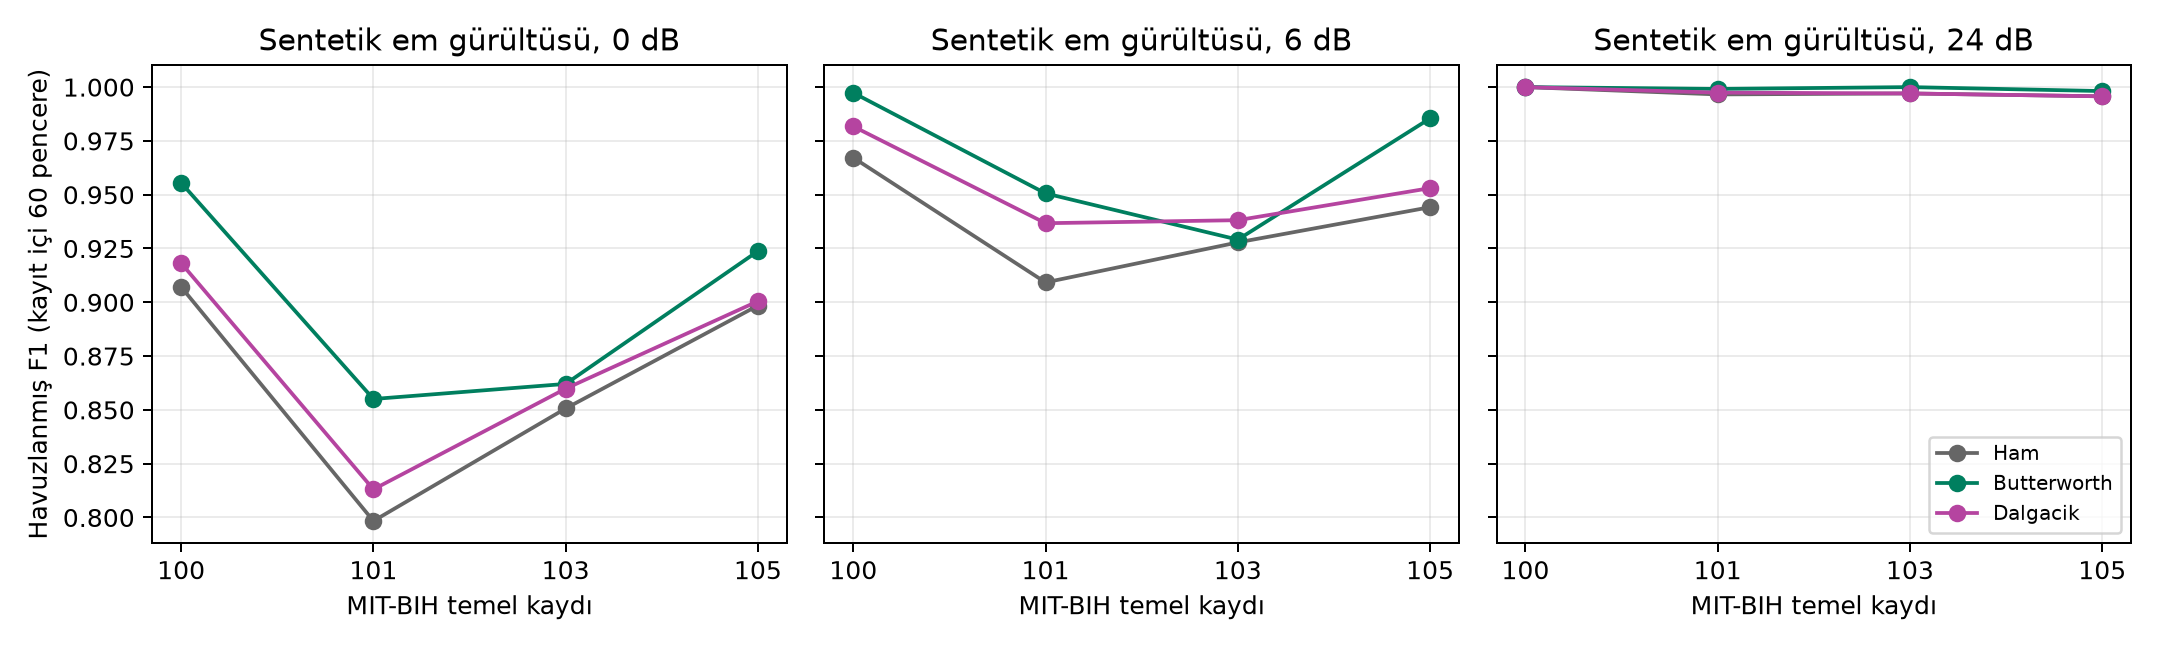 Sentetik em gürültüsü, 0 dB
Sentetik em gürültüsü, 6 dB
Sentetik em gürültüsü, 24 dB
Havuzlanmış F1 (kayıt içi 60 pencere)
1.000
0.975
0.950
0.925
0.900
0.875
0.850
0.825
0.800
100 101 103 105
MIT-BIH temel kaydı
100 101 103 105
MIT-BIH temel kaydı
Ham
Butterworth
Dalgacik
100 101 103 105
MIT-BIH temel kaydı